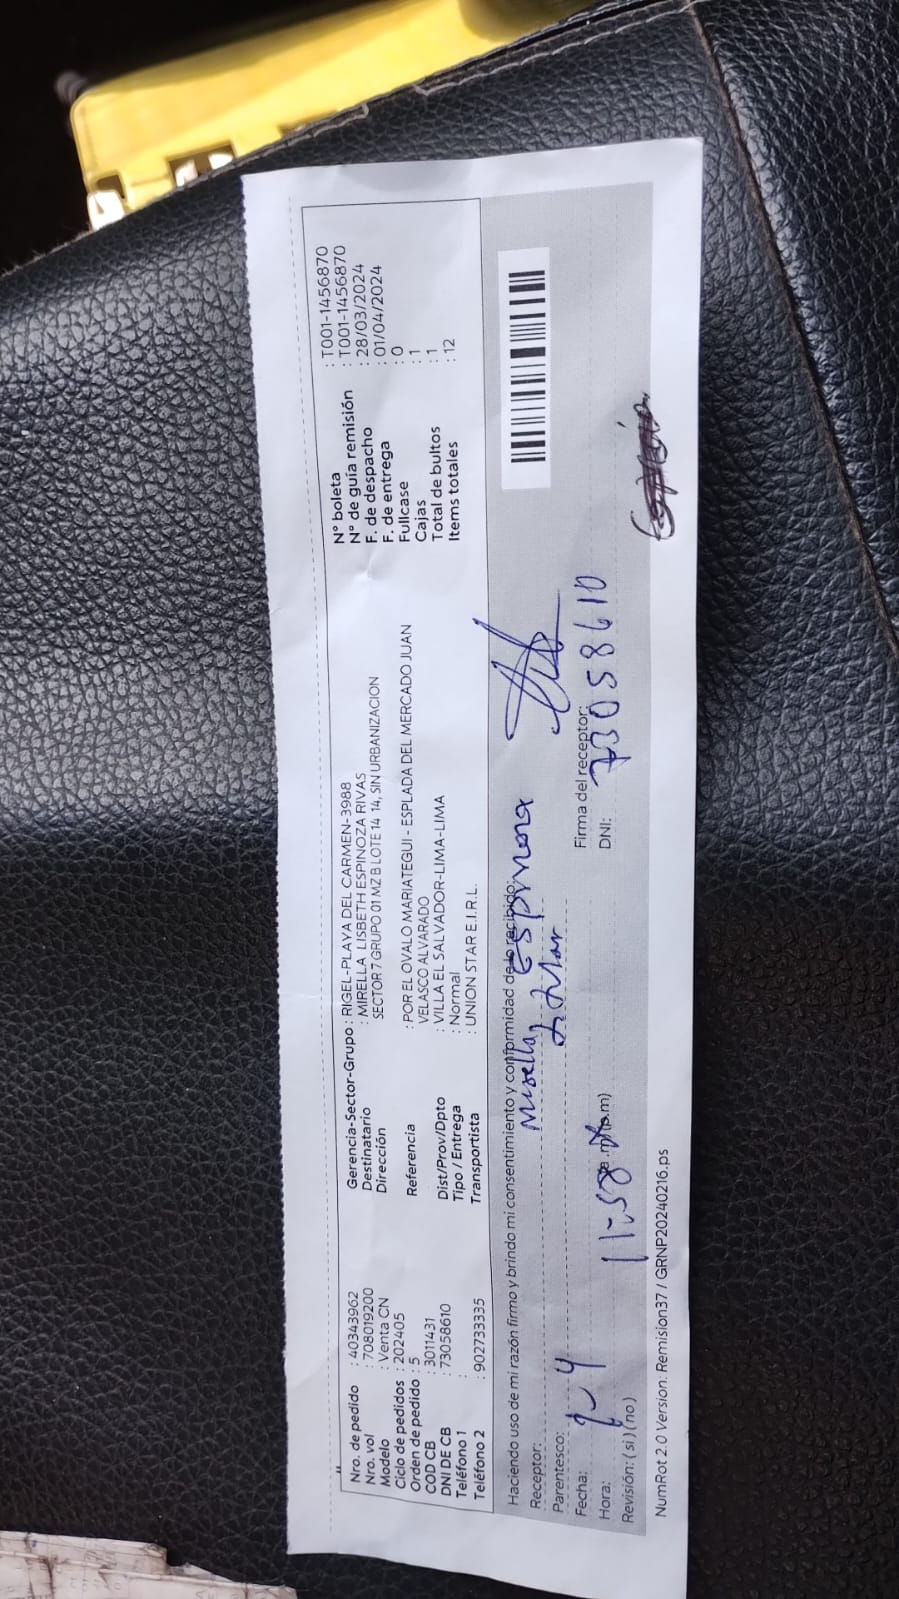 Nro. de pedido : 40343962
Nro. vol : 708019200
Modelo : Venta CN
Ciclo de pedidos : 202405
Orden de pedido : 5
COD CB : 3011431
DNI DE CB : 73058610
Teléfono 1 :
Teléfono 2 : 902733335
Gerencia-Sector-Grupo : RIGEL-PLAYA DEL CARMEN-3988
Destinatario : MIRELLA LISBETH ESPINOZA RIVAS
Dirección SECTOR 7 GRUPO 01 MZ B LOTE 14 14, SIN URBANIZACION
Referencia : POR EL OVALO MARIATEGUI - ESPLADA DEL MERCADO JUAN
VELASCO ALVARADO
Dist/Prov/Dpto : VILLA EL SALVADOR-LIMA-LIMA
Tipo / Entrega : Normal
Transportista : UNION STAR E.I.R.L.
N° boleta : T001-1456870
N° de guía remisión : T001-1456870
F. de despacho : 28/03/2024
F. de entrega : 01/04/2024
Fullcase : 0
Cajas : 1
Total de bultos : 1
Items totales : 12
Haciendo uso de mi razón firmo y brindo mi consentimiento y conformidad de lo recibido:
Receptor: Mirella Espinoza
Parentesco:
Firma del receptor:
Fecha:
DNI: 73058610
Hora: 11:58
Revisión: ( si ) ( no )
NumRot 2.0 Version: Remision37 / GRNP20240216.ps